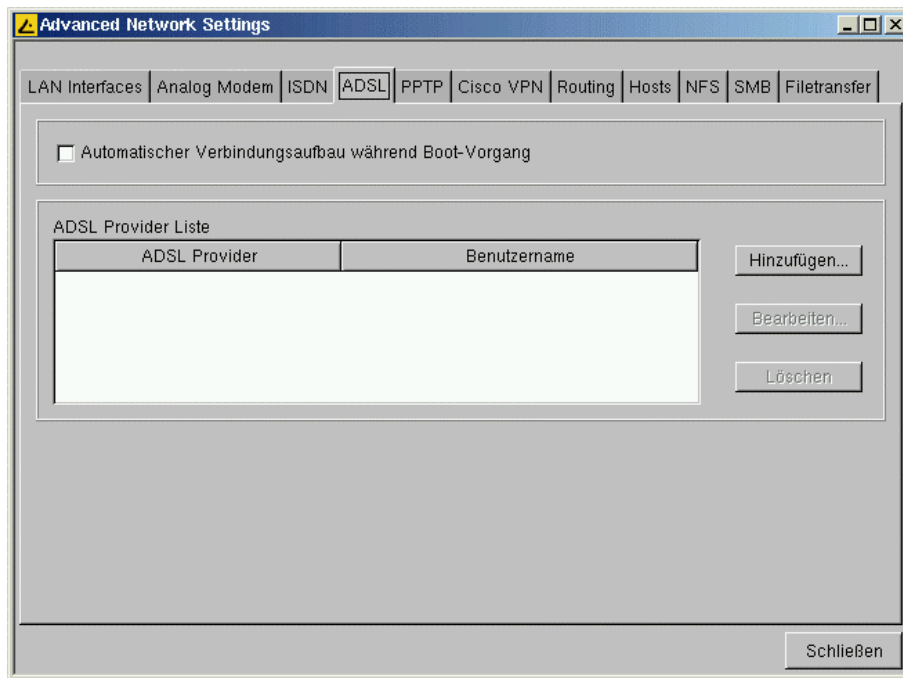 Advanced Network Settings
LAN Interfaces Analog Modem ISDN ADSL PPTP Cisco VPN Routing Hosts NFS SMB Filetransfer
Automatischer Verbindungsaufbau während Boot-Vorgang
ADSL Provider Liste
ADSL Provider Benutzername
Hinzufügen...
Bearbeiten...
Löschen
Schließen